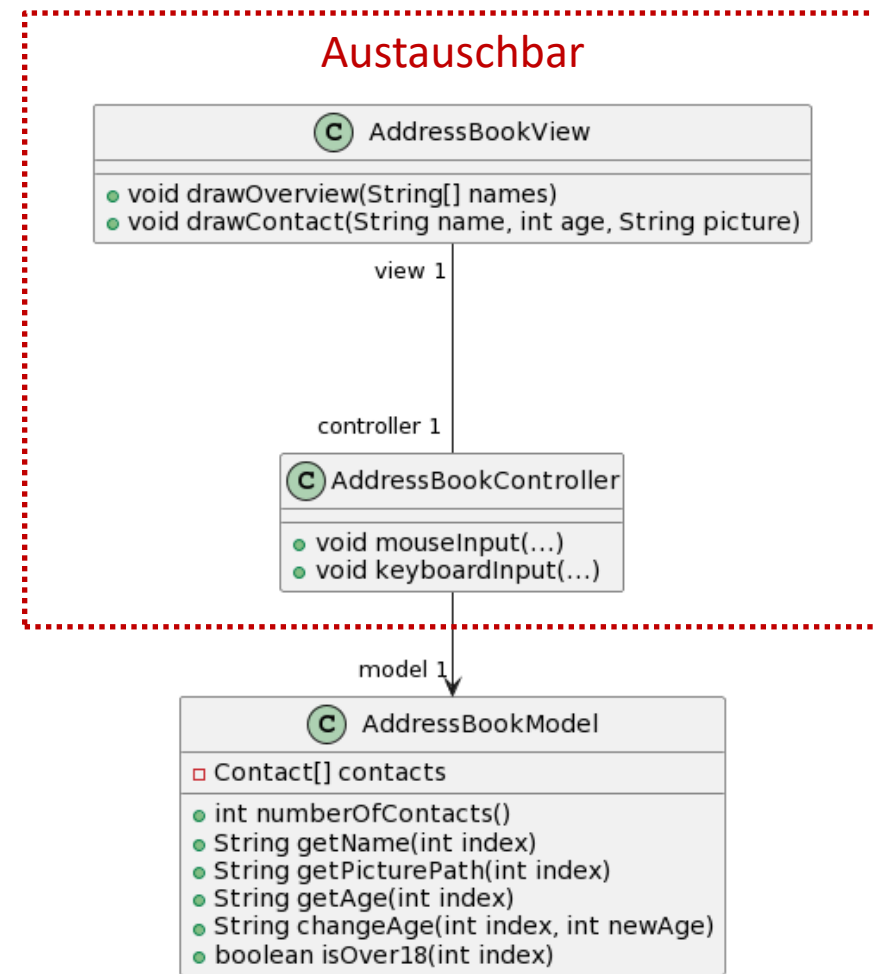 Austauschbar
C AddressBookView
void drawOverview(String[] names)
void drawContact(String name, int age, String picture)
view 1
controller 1
C AddressBookController
void mouseInput(...)
void keyboardInput(...)
model 1
C AddressBookModel
Contact[] contacts
int numberOfContacts()
String getName(int index)
String getPicturePath(int index)
String getAge(int index)
String changeAge(int index, int newAge)
boolean isOver18(int index)